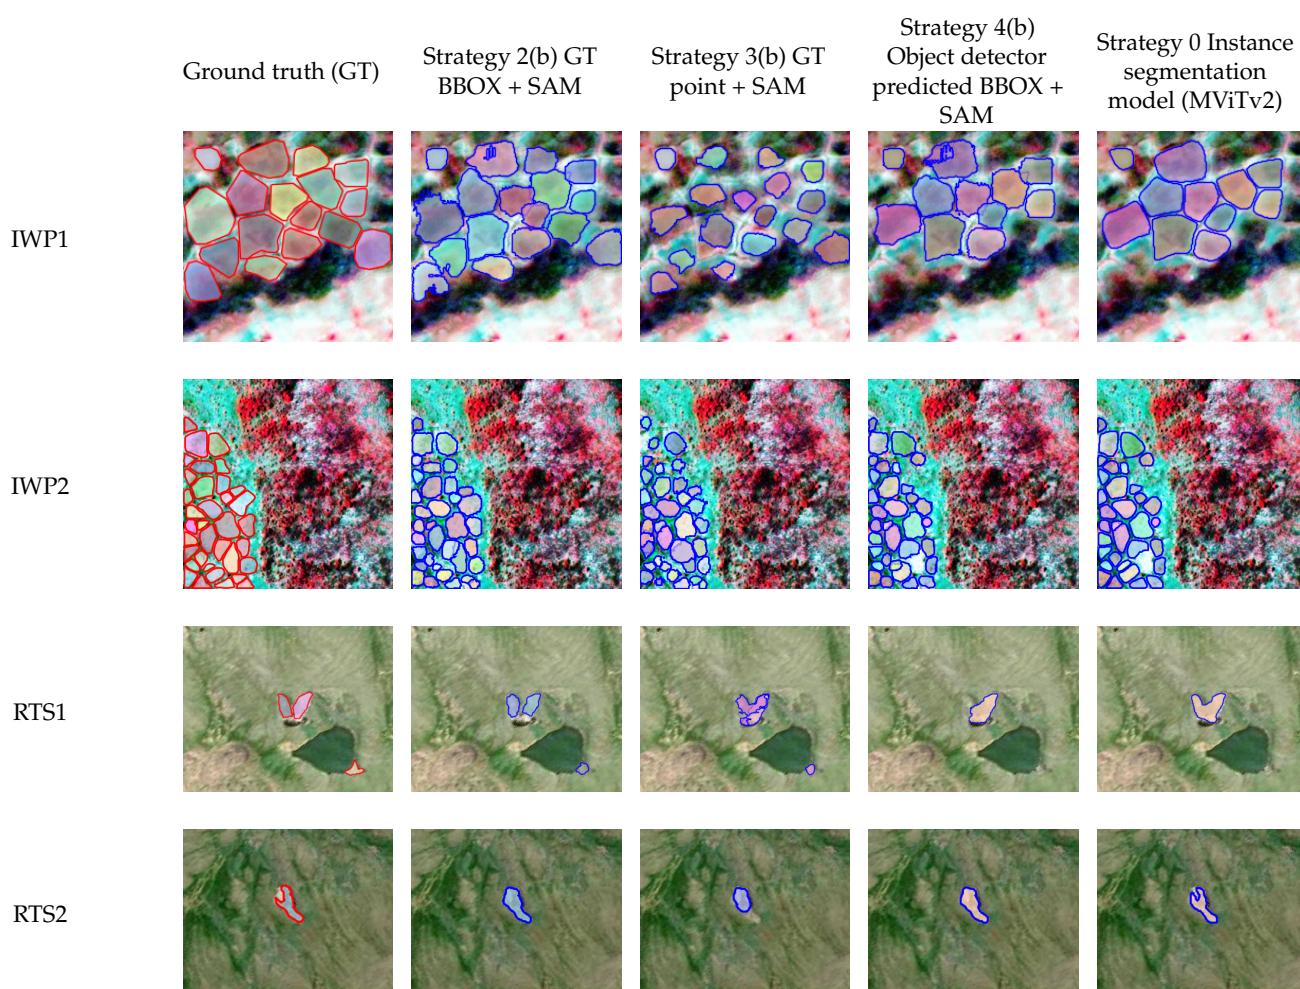 Ground truth (GT)
Strategy 2(b) GT
BBOX + SAM
Strategy 3(b) GT
point + SAM
Strategy 4(b)
Object detector
predicted BBOX +
SAM
Strategy 0 Instance
segmentation
model (MViTv2)
IWP1
IWP2
RTS1
RTS2